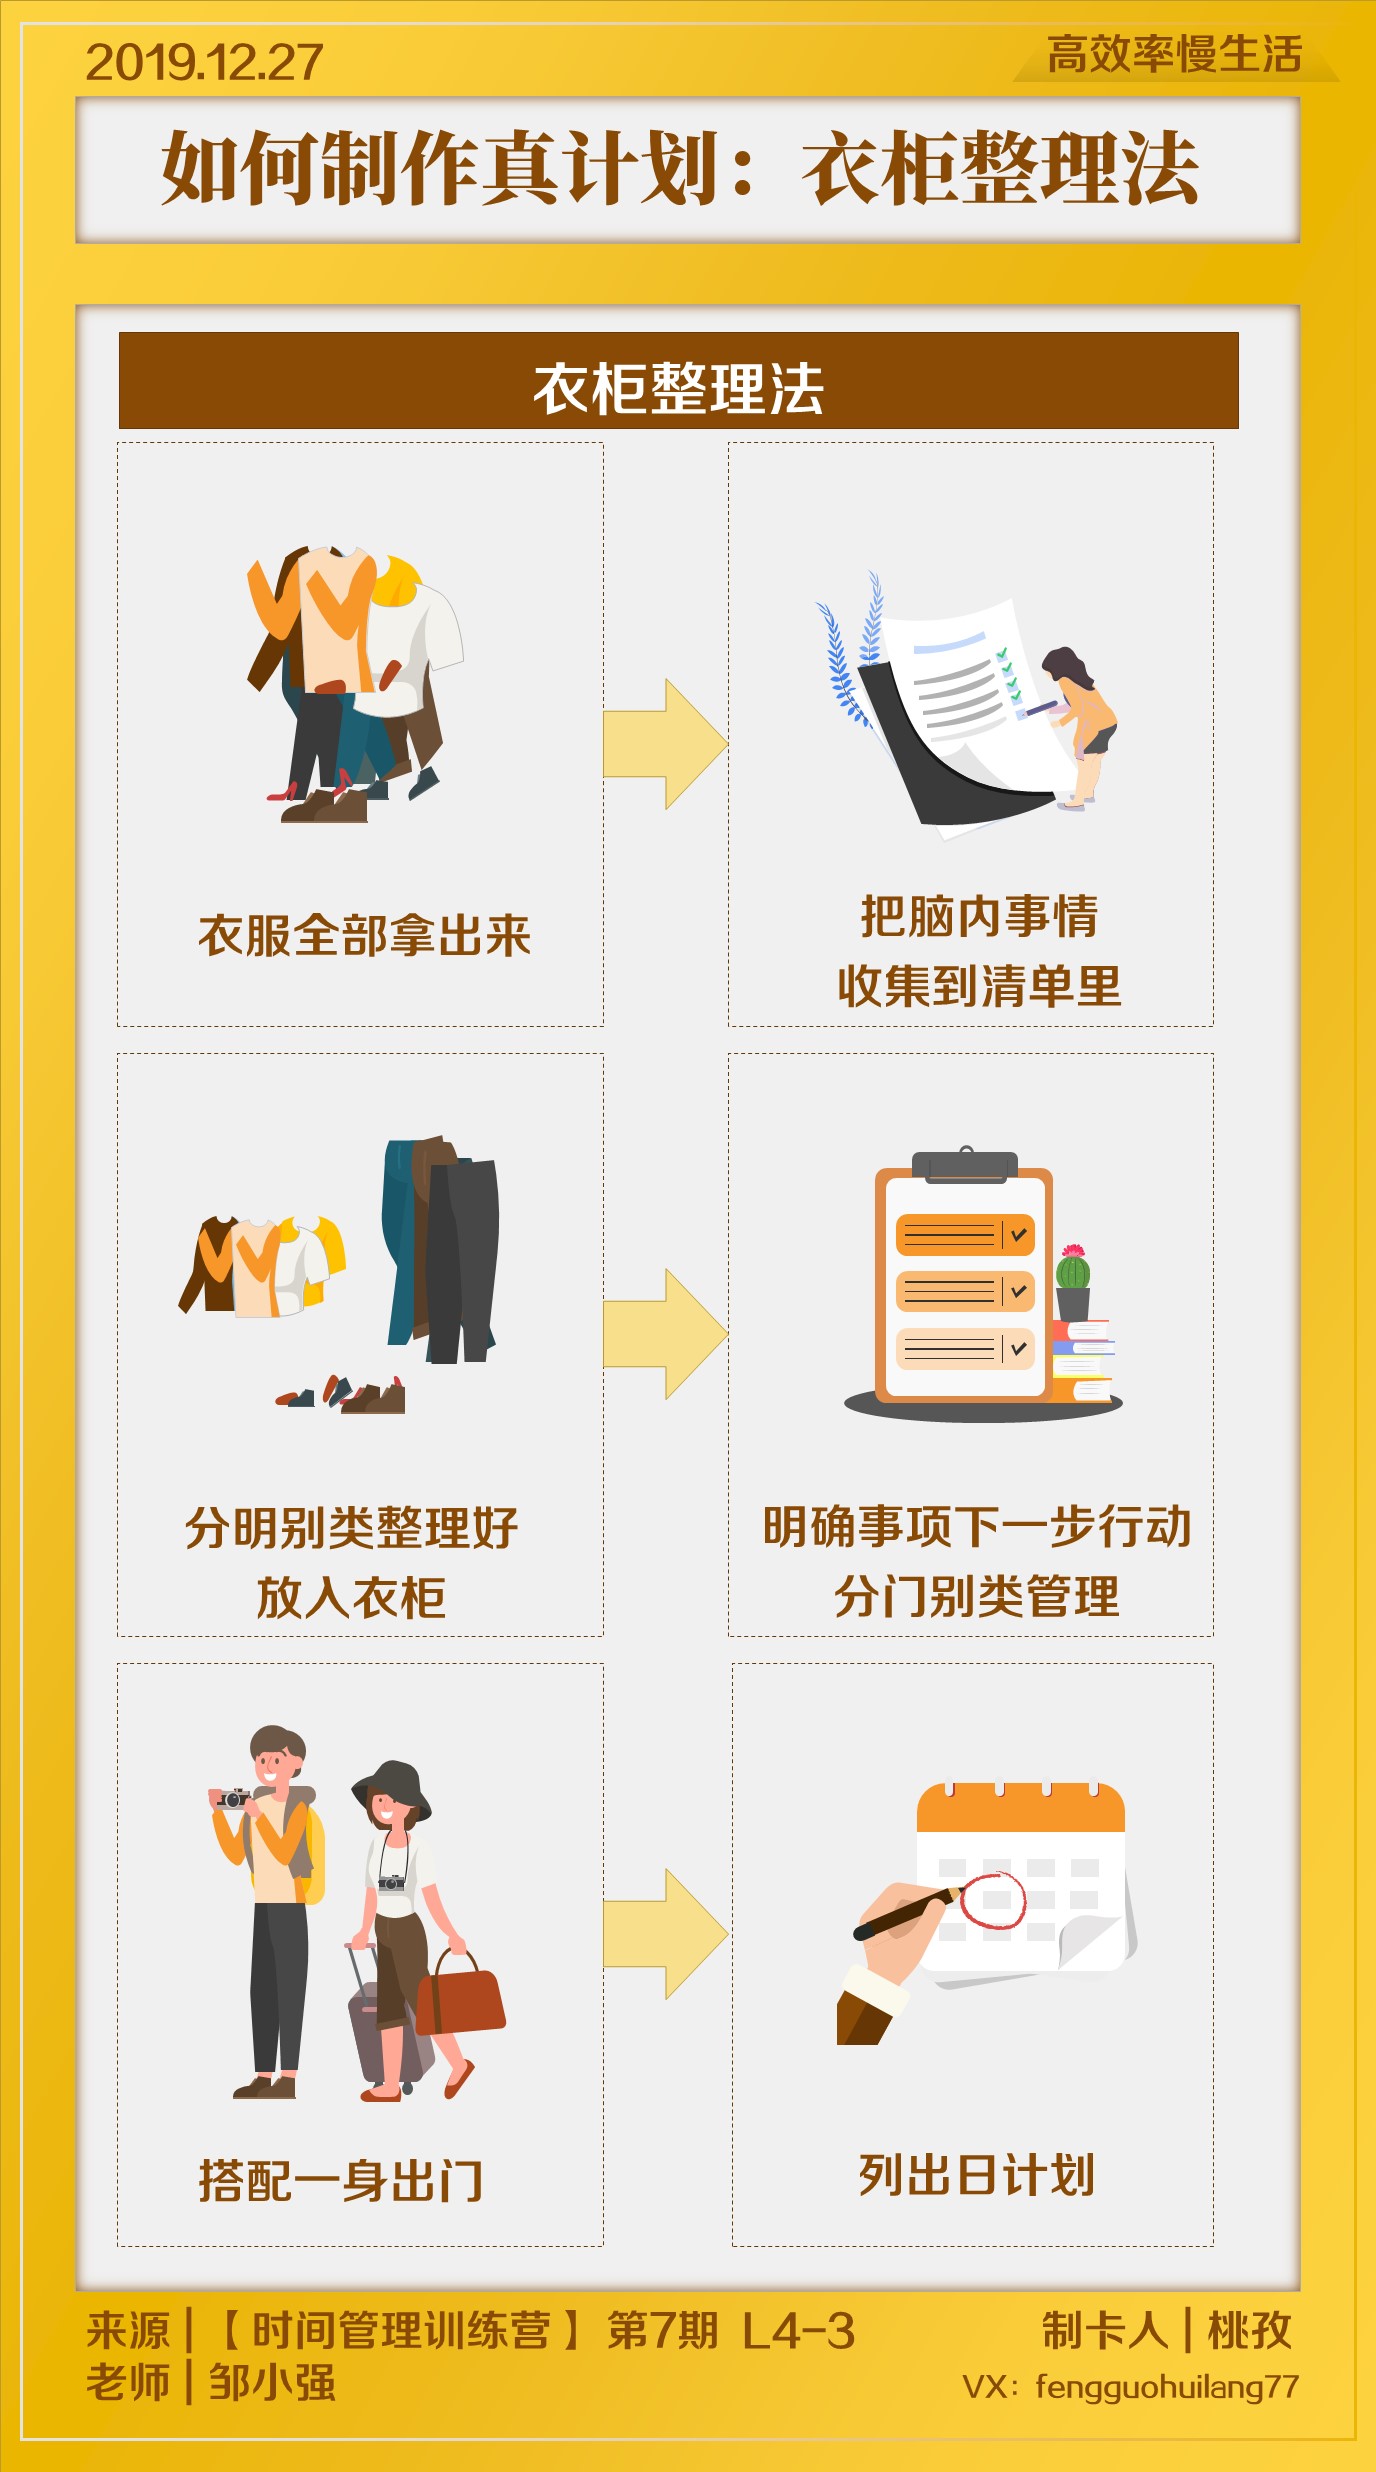 2019.12.27
高效率慢生活
如何制作真计划：衣柜整理法
衣柜整理法
衣服全部拿出来
把脑内事情
收集到清单里
分明别类整理好
放入衣柜
明确事项下一步行动
分门别类管理
搭配一身出门
列出日计划
来源|【时间管理训练营】第7期 L4-3
制卡人|桃孜
老师|邹小强
VX：fengguohuilang77